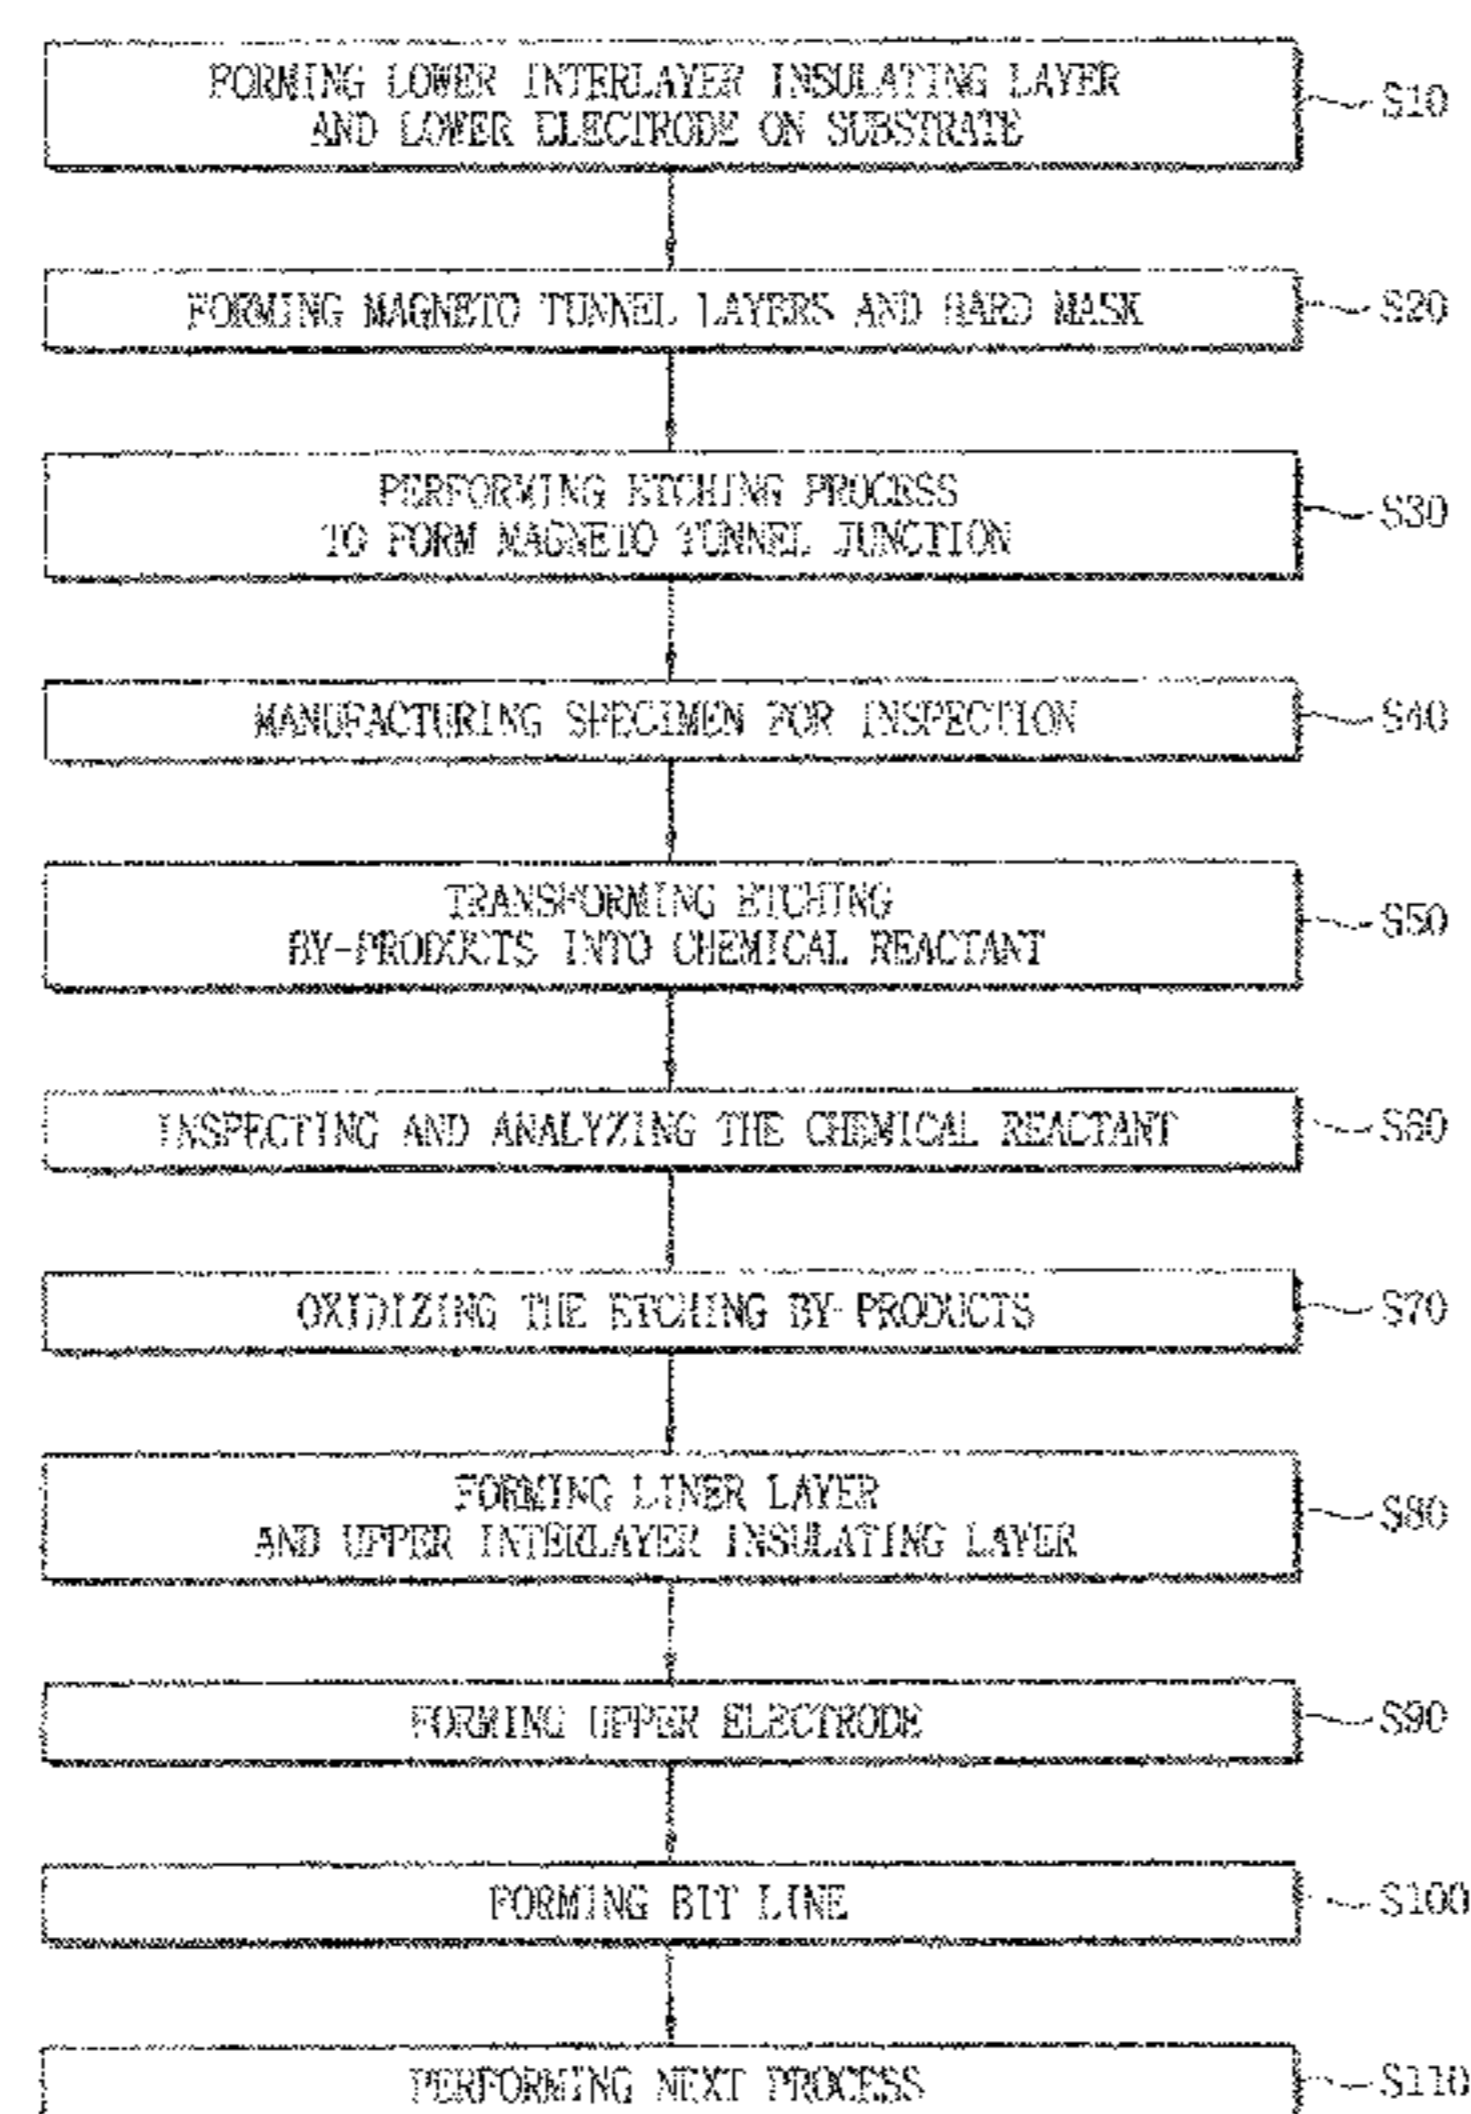 FORMING LOWER INTERLAYER INSULATING LAYER
AND LOWER ELECTRODE ON SUBSTRATE
S10
FORMING MAGNETO TUNNEL LAYERS AND HARD MASK
S20
PERFORMING ETCHING PROCESS
TO FORM MAGNETO TUNNEL JUNCTION
S30
MANUFACTURING SPECIMEN FOR INSPECTION
S40
TRANSFORMING ETCHING
BY-PRODUCTS INTO CHEMICAL REACTANT
S50
INSPECTING AND ANALYZING THE CHEMICAL REACTANT
S60
OXIDIZING THE ETCHING BY-PRODUCTS
S70
FORMING LINER LAYER
AND UPPER INTERLAYER INSULATING LAYER
S80
FORMING UPPER ELECTRODE
S90
FORMING BIT LINE
S100
PERFORMING NEXT PROCESS
S110